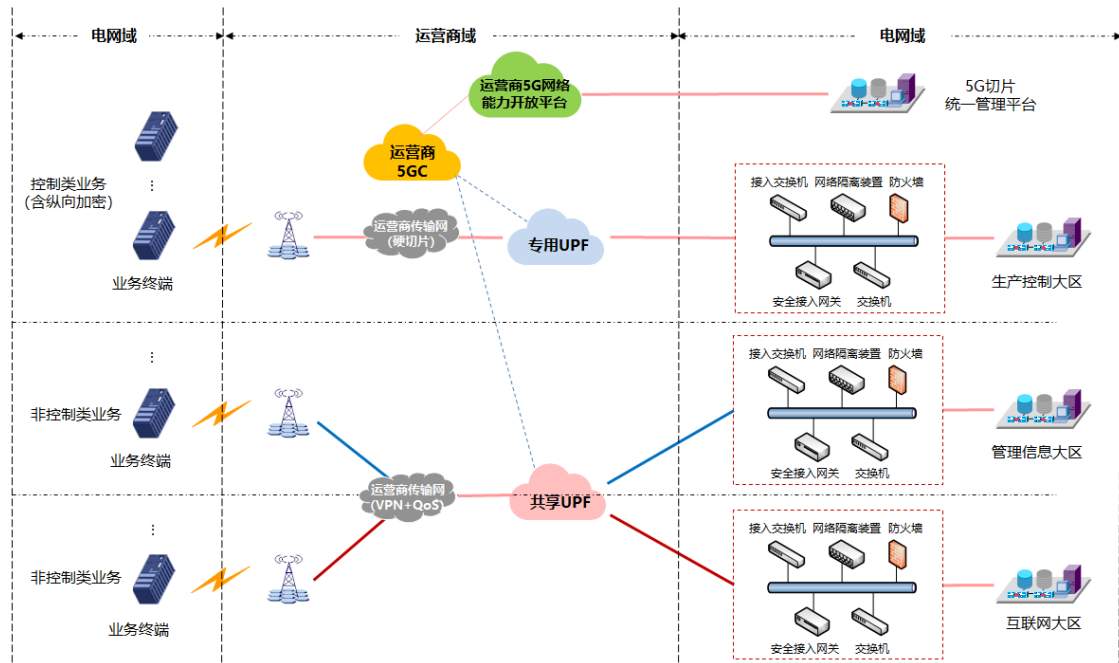 电网域
运营商域
电网域
运营商5G网络
能力开放平台
5G切片
统一管理平台
运营商
5GC
控制类业务
(含纵向加密)
⋮
业务终端
运营商传输网
(硬切片)
专用UPF
接入交换机 网络隔离装置 防火墙
安全接入网关 交换机
生产控制大区
⋮
非控制类业务
业务终端
接入交换机 网络隔离装置 防火墙
安全接入网关 交换机
管理信息大区
运营商传输网
(VPN+QoS)
共享UPF
⋮
非控制类业务
业务终端
接入交换机 网络隔离装置 防火墙
安全接入网关 交换机
互联网大区